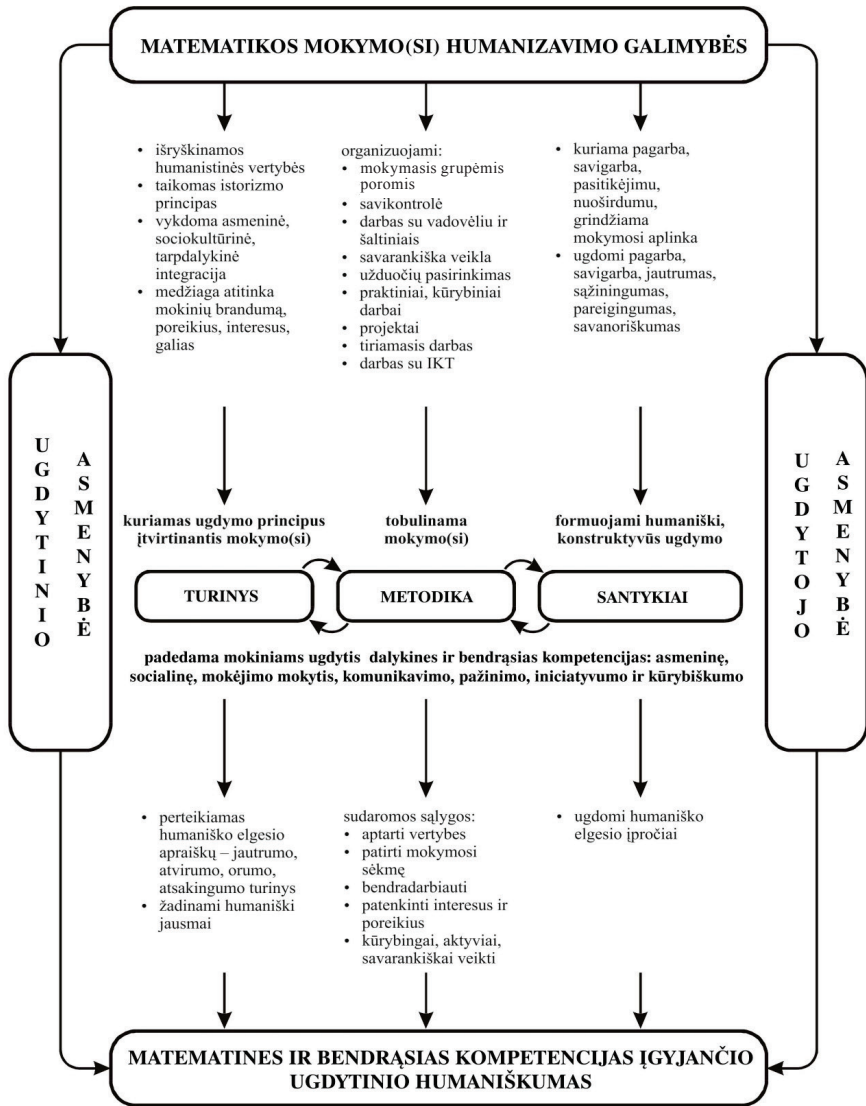 MATEMATIKOS MOKYMO(SI) HUMANIZAVIMO GALIMYBĖS
• išryškinamos
humanistinės vertybės
• taikomas istorizmo
principas
• vykdoma asmeninė,
sociokultūrinė,
tarpdalykinė
integracija
• medžiaga atitinka
mokinių brandumą,
poreikius, interesus,
galias
organizuojami:
• mokymasis grupėmis
poromis
• savikontrolė
• darbas su vadovėliu ir
šaltiniais
• savarankiška veikla
• užduočių pasirinkimas
• praktiniai, kūrybiniai
darbai
• projektai
• tiriamasis darbas
• darbas su IKT
• kuriama pagarba,
savigarba,
pasitikėjimu,
nuoširdumu,
grindžiama
mokymosi aplinka
• ugdomi pagarba,
savigarba, jautrumas,
sąžiningumas,
pareigingumas,
savanoriškumas
UGDYTINIO
ASMENYBĖ
UGDYTOJO
ASMENYBĖ
kuriamas ugdymo principus
įtvirtinantis mokymo(si)
tobulinama
mokymo(si)
formuojami humaniški,
konstruktyvūs ugdymo
TURINYS
METODIKA
SANTYKIAI
padedama mokiniams ugdytis dalykines ir bendrąsias kompetencijas: asmeninę,
socialinę, mokėjimo mokytis, komunikavimo, pažinimo, iniciatyvumo ir kūrybiškumo
• perteikiamas
humaniško elgesio
apraiškų – jautrumo,
atvirumo, orumo,
atsakingumo turinys
• žadinami humaniški
jausmai
sudaromos sąlygos:
• aptarti vertybes
• patirti mokymosi
sėkmę
• bendradarbiauti
• patenkinti interesus ir
poreikius
• kūrybingai, aktyviai,
savarankiškai veikti
• ugdomi humaniško
elgesio įpročiai
MATEMATINES IR BENDRĄSIAS KOMPETENCIJAS ĮGYJANČIO
UGDYTINIO HUMANIŠKUMAS